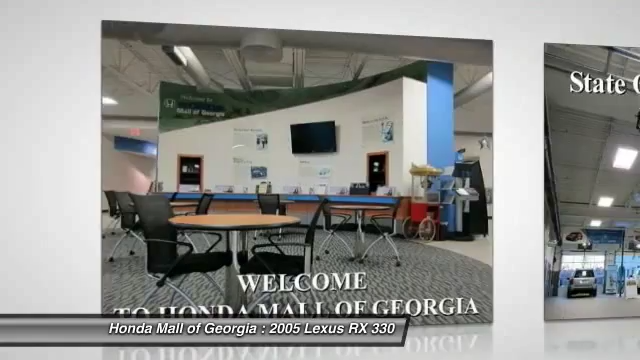 Welcome To
Mall of Georgia
State O
WELCOME
TO HONDA MALL OF GEORGIA
Honda Mall of Georgia : 2005 Lexus RX 330